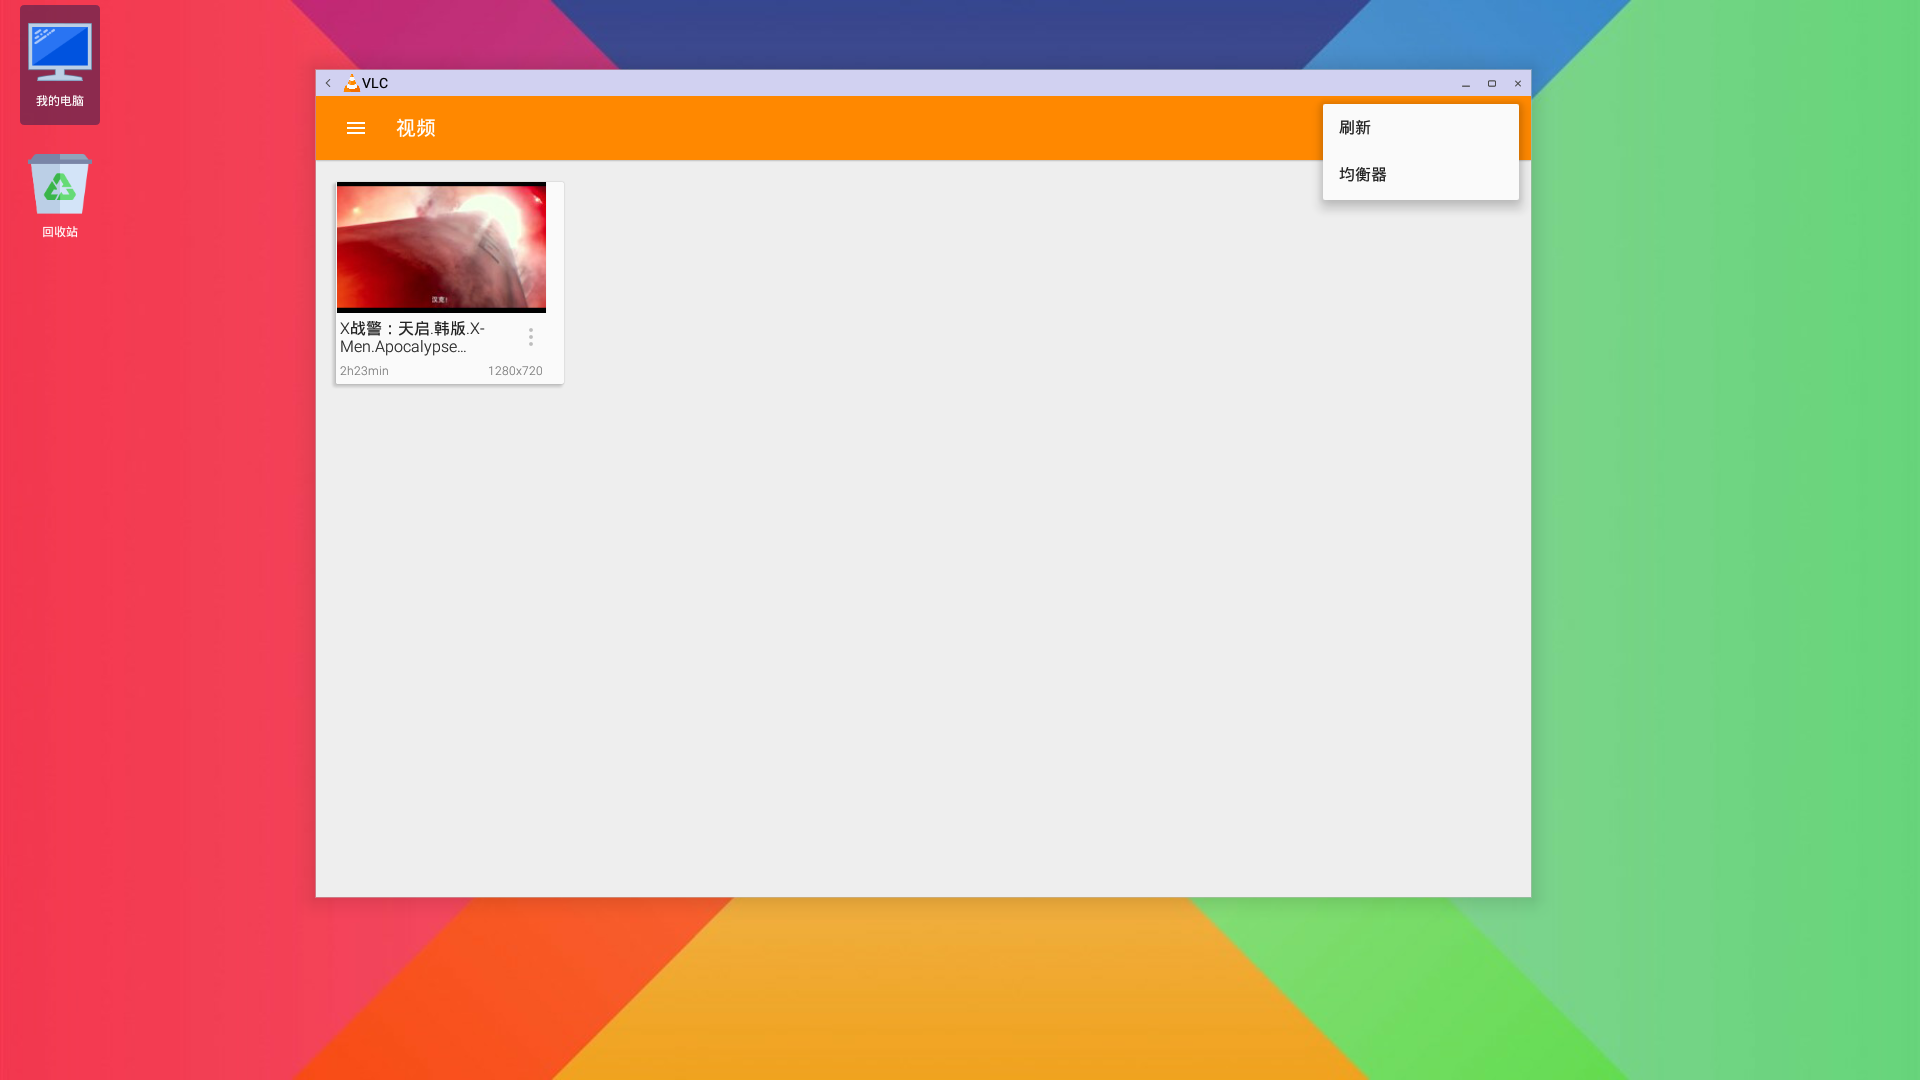 我的电脑
回收站
VLC
视频
刷新
均衡器
X战警：天启.韩版.X-
Men.Apocalypse...
2h23min
1280x720